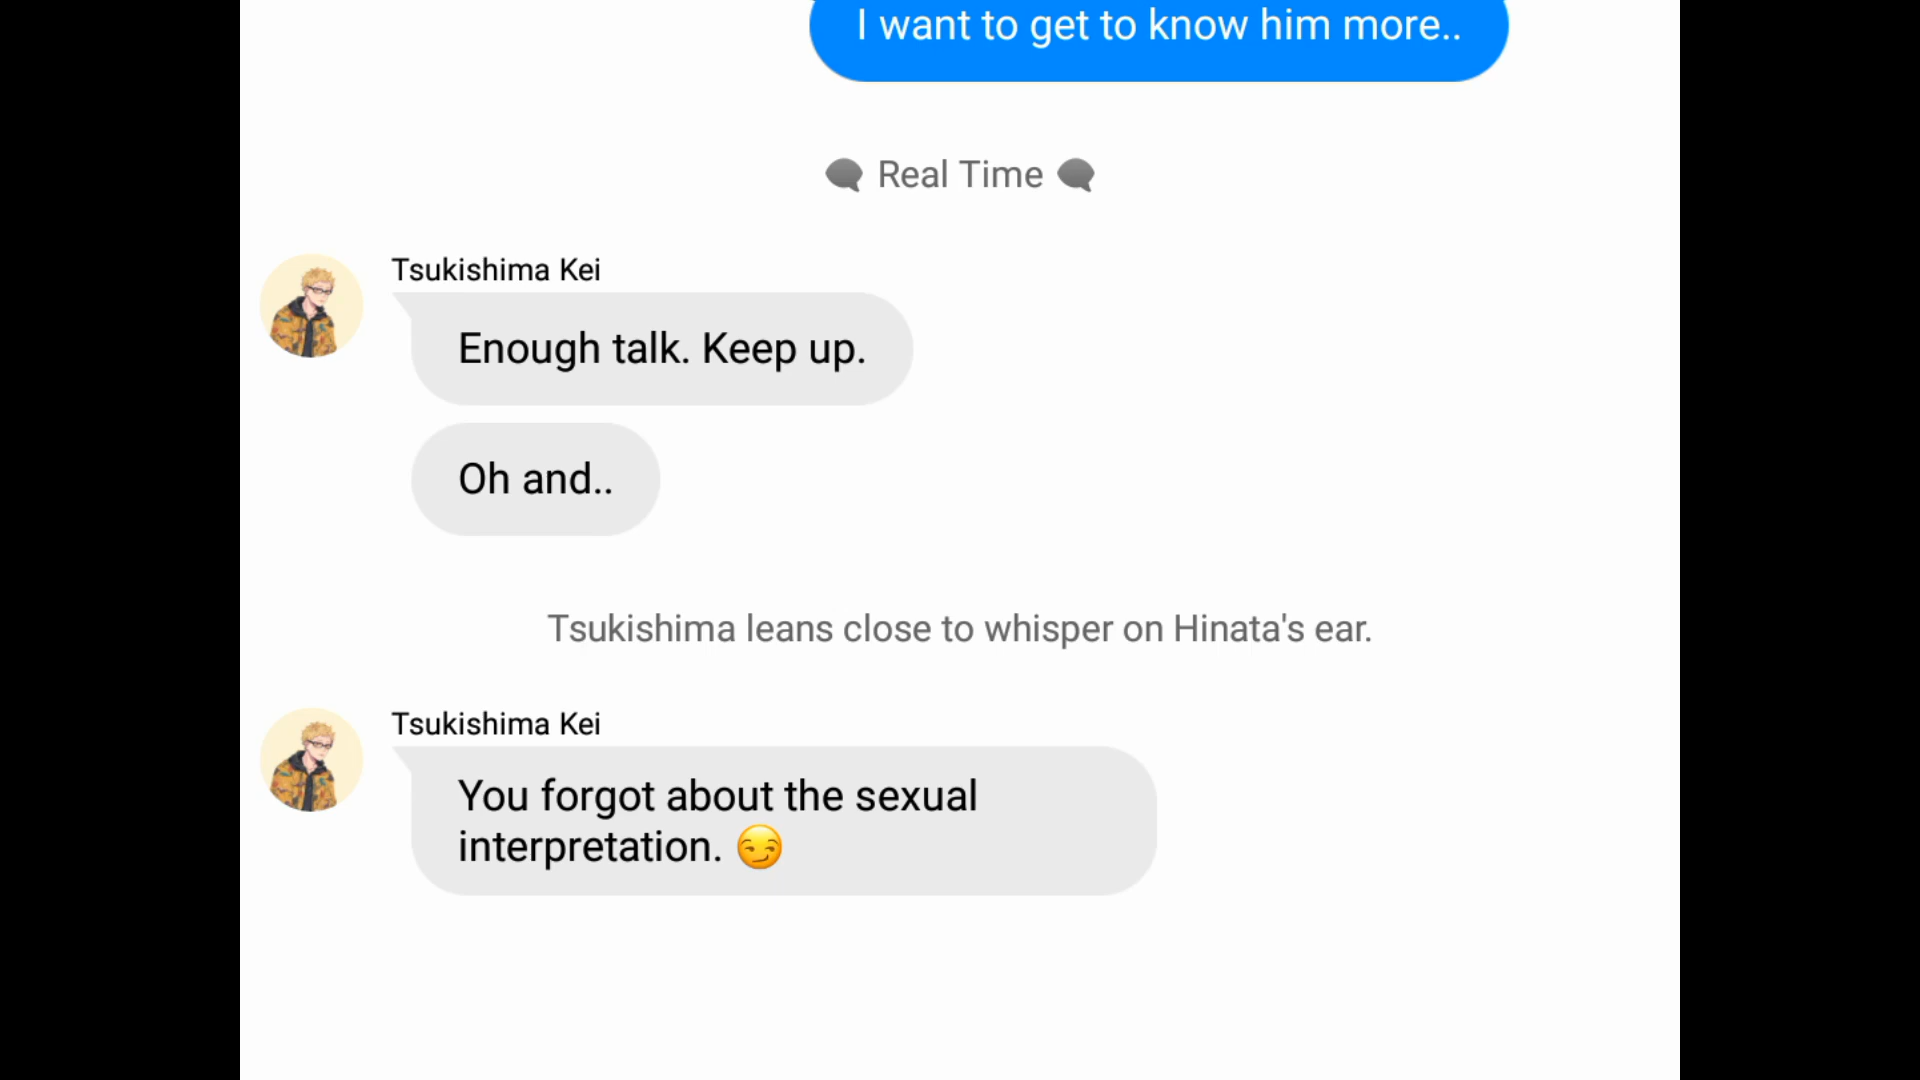 I want to get to know him more..
🗨 Real Time 🗨
Tsukishima Kei
Enough talk. Keep up.
Oh and..
Tsukishima leans close to whisper on Hinata's ear.
Tsukishima Kei
You forgot about the sexual
interpretation. 😏